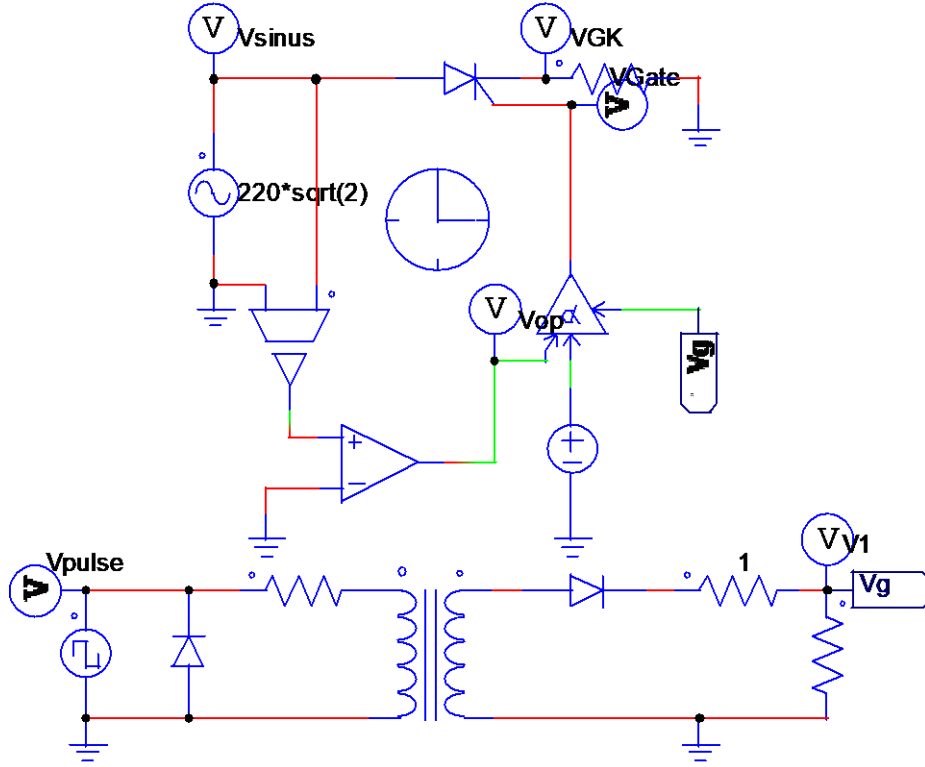 V Vsinus
V VGK
VGate
V
220*sqrt(2)
V Vop
α
Vg
+
−
+
−
Vpulse
V
1
V V1
Vg